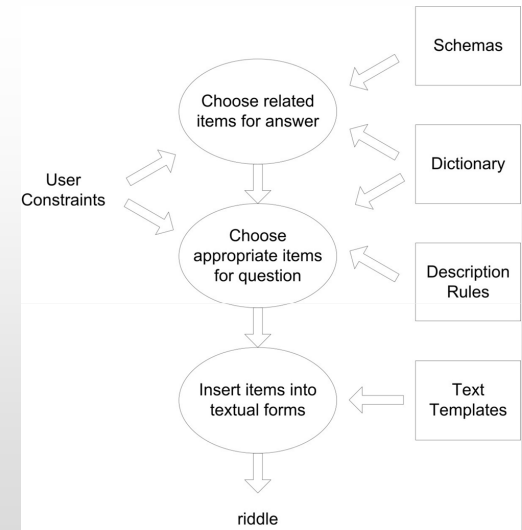 Schemas
Choose related
items for answer
Dictionary
User
Constraints
Choose
appropriate items
for question
Description
Rules
Insert items into
textual forms
Text
Templates
riddle